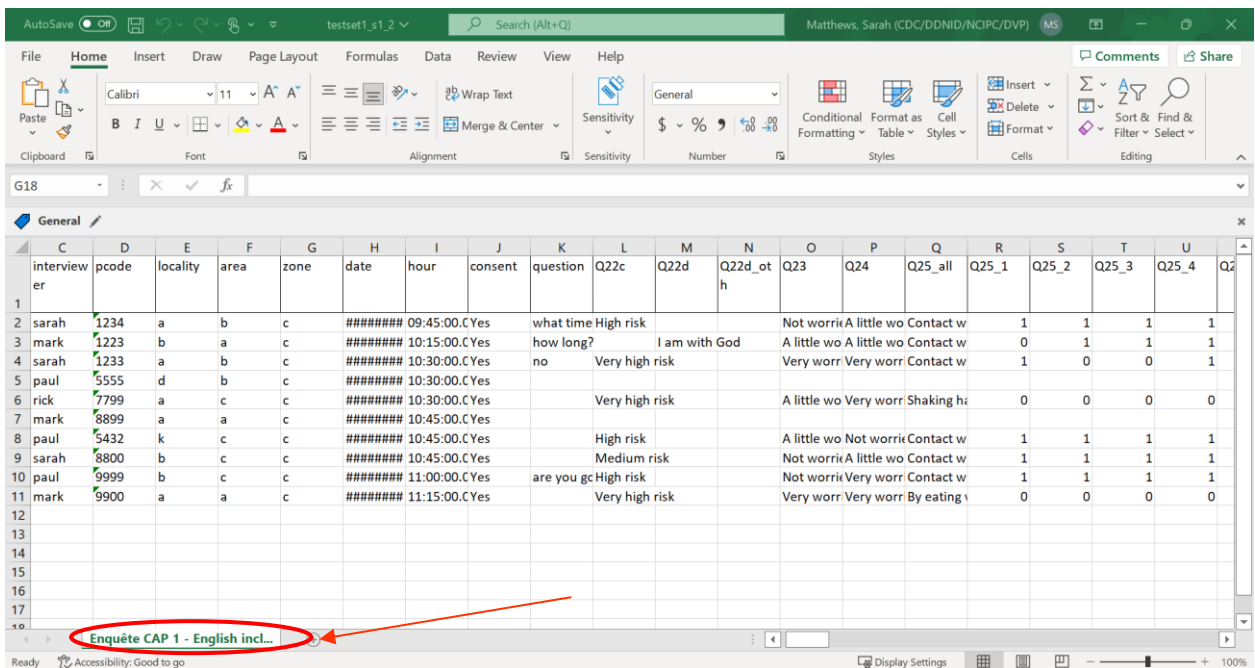 AutoSave Off testset1_s1_2 Search (Alt+Q) Matthews, Sarah (CDC/DDNID/NCIPC/DVP) MS
File Home Insert Draw Page Layout Formulas Data Review View Help Comments Share
Calibri 11 A^ Aˇ Wrap Text General Insert
Paste B I U A Merge & Center Sensitivity $ % 9 .00 Conditional Formatting Format as Table Cell Styles Delete Format Sort & Filter Find & Select
Clipboard Font Alignment Sensitivity Number Styles Cells Editing
G18 fx
General
C D E F G H I J K L M N O P Q R S T U
1 interviewer pcode locality area zone date hour consent question Q22c Q22d Q22d_oth Q23 Q24 Q25_all Q25_1 Q25_2 Q25_3 Q25_4 Q2
2 sarah 1234 a b c ######## 09:45:00.0 Yes what time High risk Not worrie A little wo Contact w 1 1 1 1
3 mark 1223 b a c ######## 10:15:00.0 Yes how long? I am with God A little wo A little wo Contact w 0 1 1 1
4 sarah 1233 a b c ######## 10:30:00.0 Yes no Very high risk Very worr Very worr Contact w 1 0 0 1
5 paul 5555 d b c ######## 10:30:00.0 Yes
6 rick 7799 a c c ######## 10:30:00.0 Yes Very high risk A little wo Very worr Shaking ha 0 0 0 0
7 mark 8899 a a c ######## 10:45:00.0 Yes
8 paul 5432 k c c ######## 10:45:00.0 Yes High risk A little wo Not worrie Contact w 1 1 1 1
9 sarah 8800 b c c ######## 10:45:00.0 Yes Medium risk Not worrie A little wo Contact w 1 1 1 1
10 paul 9999 b c c ######## 11:00:00.0 Yes are you go High risk Not worrie Very worr Contact w 1 1 1 1
11 mark 9900 a a c ######## 11:15:00.0 Yes Very high risk Very worr Very worr By eating 0 0 0 0
12
13
14
15
16
17
18
Enquête CAP 1 - English incl...
Ready Accessibility: Good to go Display Settings 100%